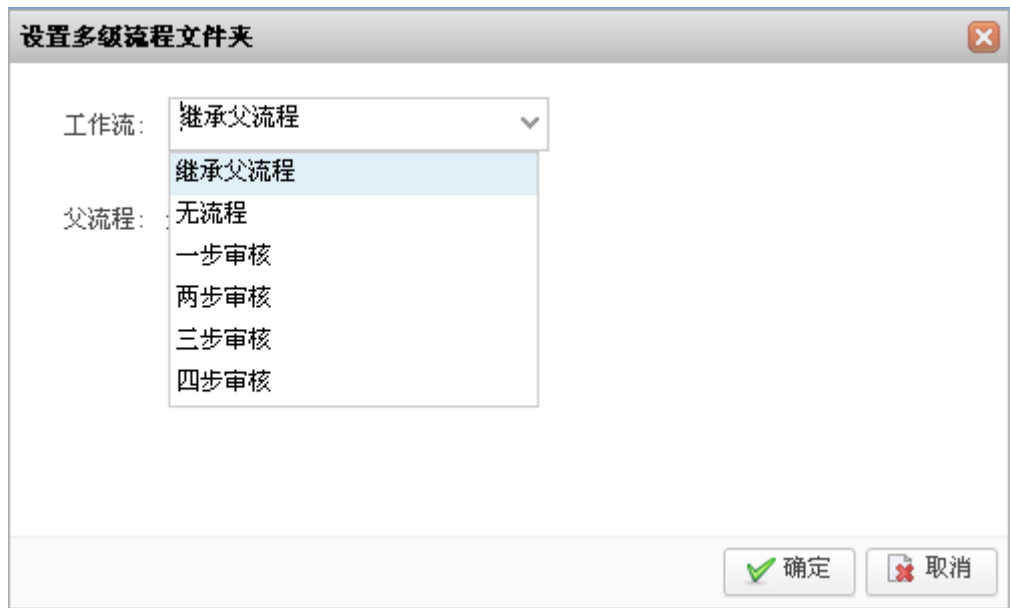 设置多级流程文件夹
工作流：
继承父流程
继承父流程
父流程：
无流程
一步审核
两步审核
三步审核
四步审核
确定
取消